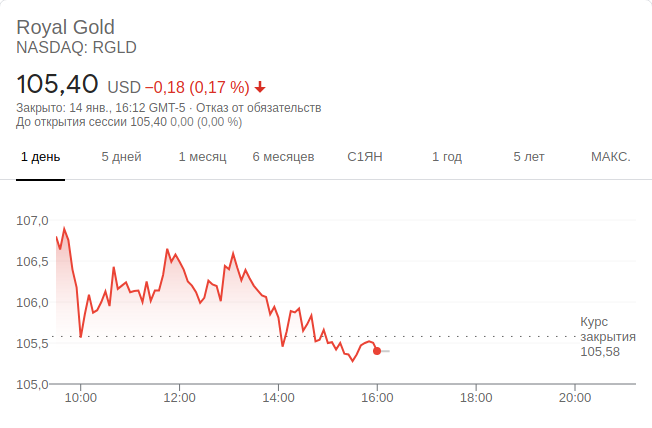 Royal Gold
NASDAQ: RGLD
105,40 USD −0,18 (0,17 %)
Закрыто: 14 янв., 16:12 GMT-5 · Отказ от обязательств
До открытия сессии 105,40 0,00 (0,00 %)
1 день 5 дней 1 месяц 6 месяцев С1ЯН 1 год 5 лет МАКС.
107,0
106,5
106,0
105,5
105,0
Курс
закрытия
105,58
10:00 12:00 14:00 16:00 18:00 20:00